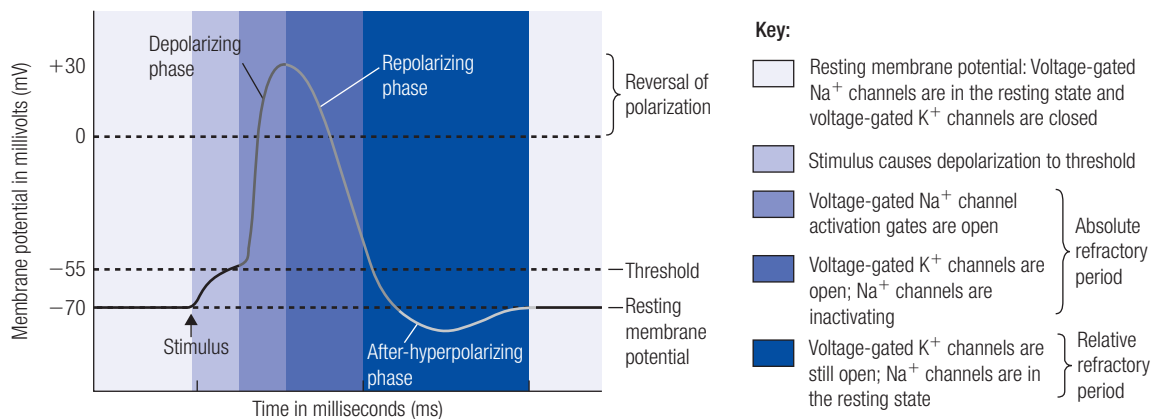 Membrane potential in millivolts (mV)
+30
0
−55
−70
Depolarizing
phase
Repolarizing
phase
Reversal of
polarization
Threshold
Resting
membrane
potential
Stimulus
After-hyperpolarizing
phase
Time in milliseconds (ms)
Key:
Resting membrane potential: Voltage-gated
Na⁺ channels are in the resting state and
voltage-gated K⁺ channels are closed
Stimulus causes depolarization to threshold
Voltage-gated Na⁺ channel
activation gates are open
Voltage-gated K⁺ channels are
open; Na⁺ channels are
inactivating
Absolute
refractory
period
Voltage-gated K⁺ channels are
still open; Na⁺ channels are in
the resting state
Relative
refractory
period